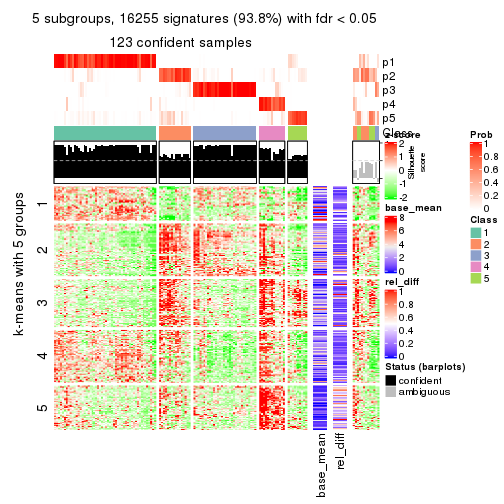 5 subgroups, 16255 signatures (93.8%) with fdr < 0.05
123 confident samples
p1
p2
p3
p4
p5
Class
1
2
3
4
5
k-means with 5 groups
base_mean
rel_diff
Silhouette
score
z-score
2
1
0
-1
-2
base_mean
8
6
4
2
0
rel_diff
1
0.8
0.6
0.4
0.2
0
Status (barplots)
confident
ambiguous
Prob
1
0.8
0.6
0.4
0.2
0
Class
1
2
3
4
5